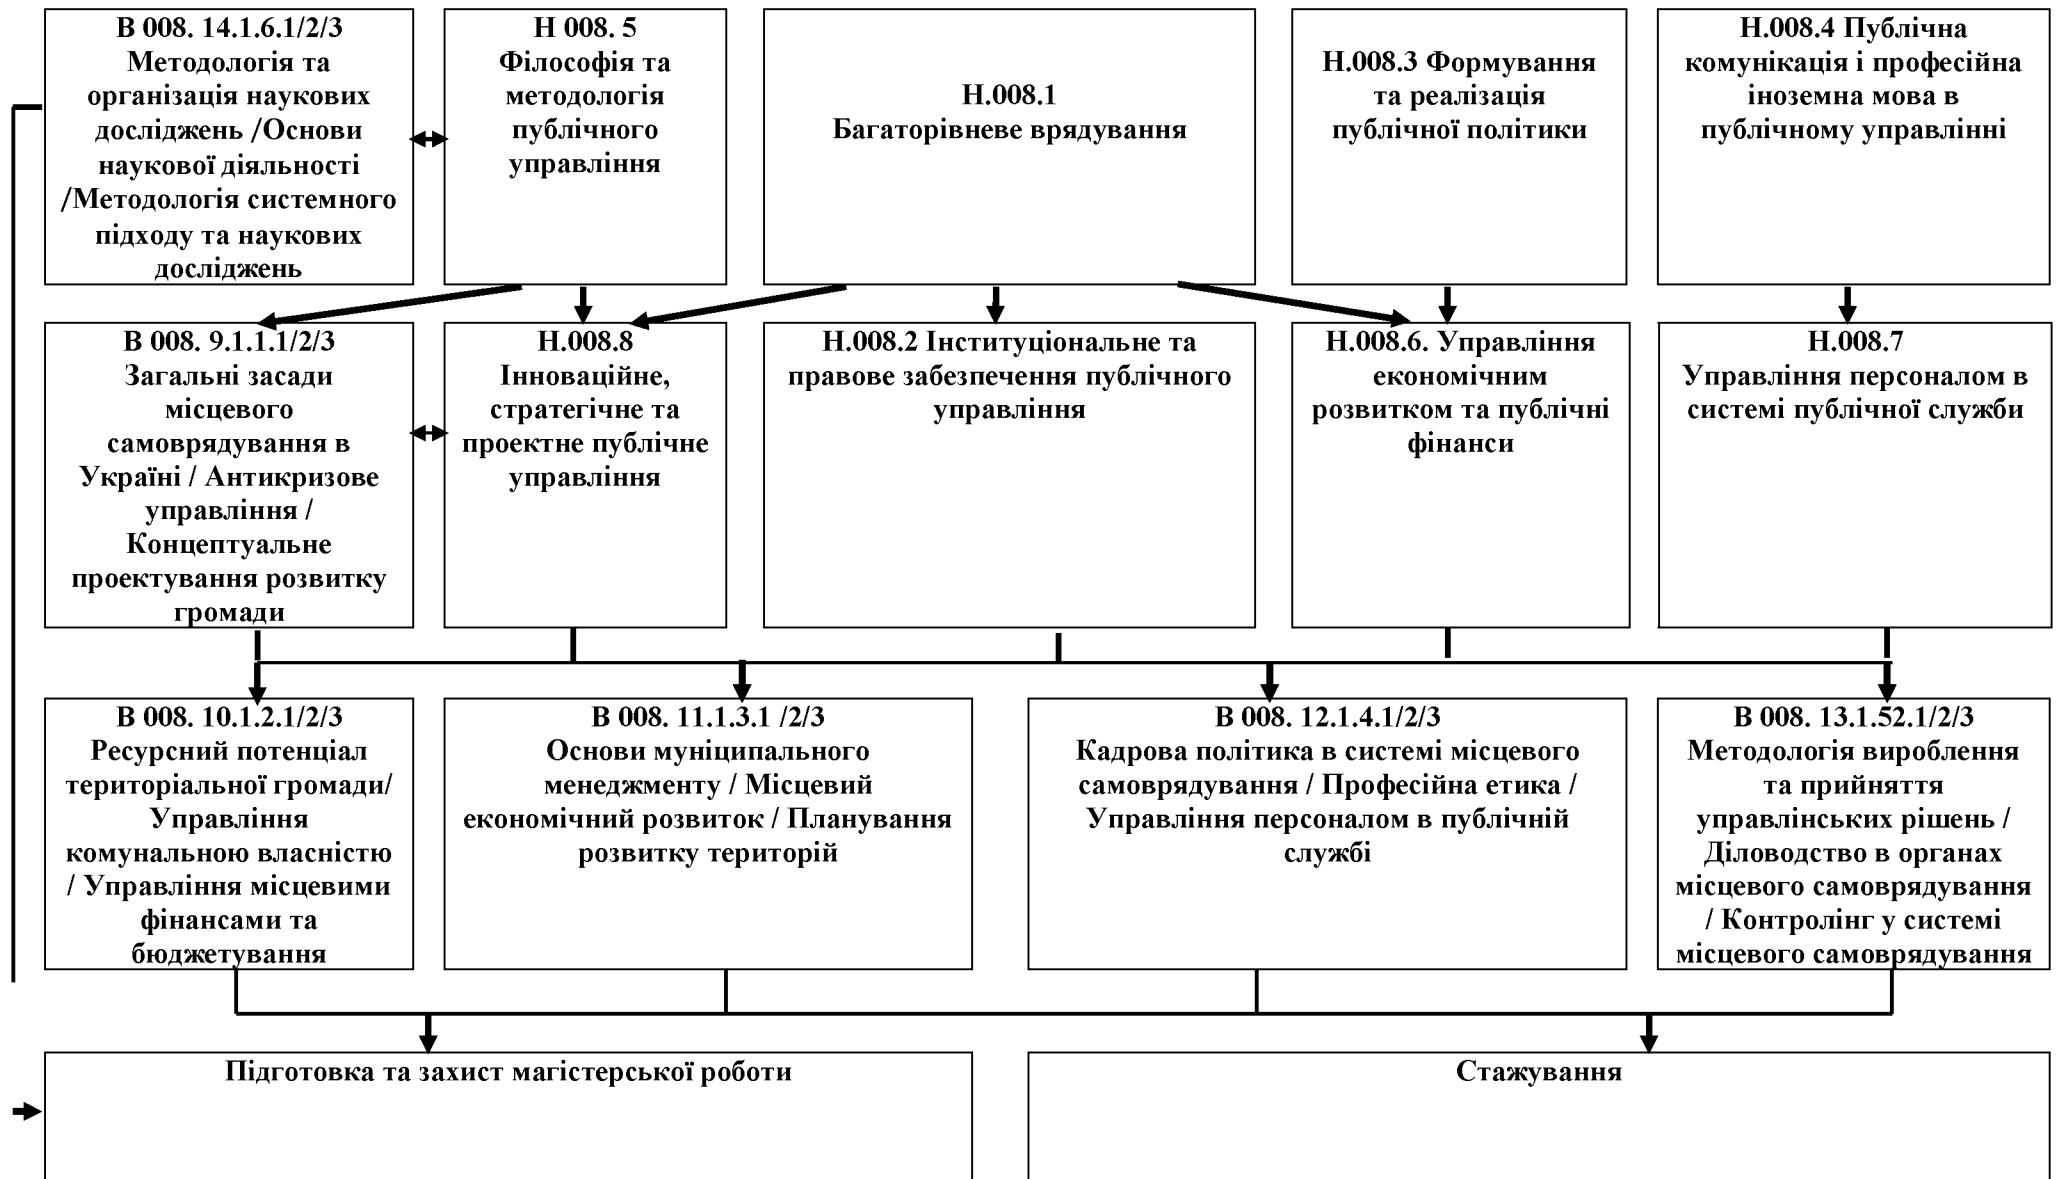 В 008. 14.1.6.1/2/3
Методологія та
організація наукових
досліджень /Основи
наукової діяльності
/Методологія системного
підходу та наукових
досліджень
Н 008. 5
Філософія та
методологія
публічного
управління
Н.008.1
Багаторівневе врядування
Н.008.3 Формування
та реалізація
публічної політики
Н.008.4 Публічна
комунікація і професійна
іноземна мова в
публічному управлінні
В 008. 9.1.1.1/2/3
Загальні засади
місцевого
самоврядування в
Україні / Антикризове
управління /
Концептуальне
проектування розвитку
громади
Н.008.8
Інноваційне,
стратегічне та
проектне публічне
управління
Н.008.2 Інституціональне та
правове забезпечення публічного
управління
Н.008.6. Управління
економічним
розвитком та публічні
фінанси
Н.008.7
Управління персоналом в
системі публічної служби
В 008. 10.1.2.1/2/3
Ресурсний потенціал
територіальної громади/
Управління
комунальною власністю
/ Управління місцевими
фінансами та
бюджетування
В 008. 11.1.3.1 /2/3
Основи муніципального
менеджменту / Місцевий
економічний розвиток / Планування
розвитку територій
В 008. 12.1.4.1/2/3
Кадрова політика в системі місцевого
самоврядування / Професійна етика /
Управління персоналом в публічній
службі
В 008. 13.1.52.1/2/3
Методологія вироблення
та прийняття
управлінських рішень /
Діловодство в органах
місцевого самоврядування
/ Контролінг у системі
місцевого самоврядування
Підготовка та захист магістерської роботи
Стажування